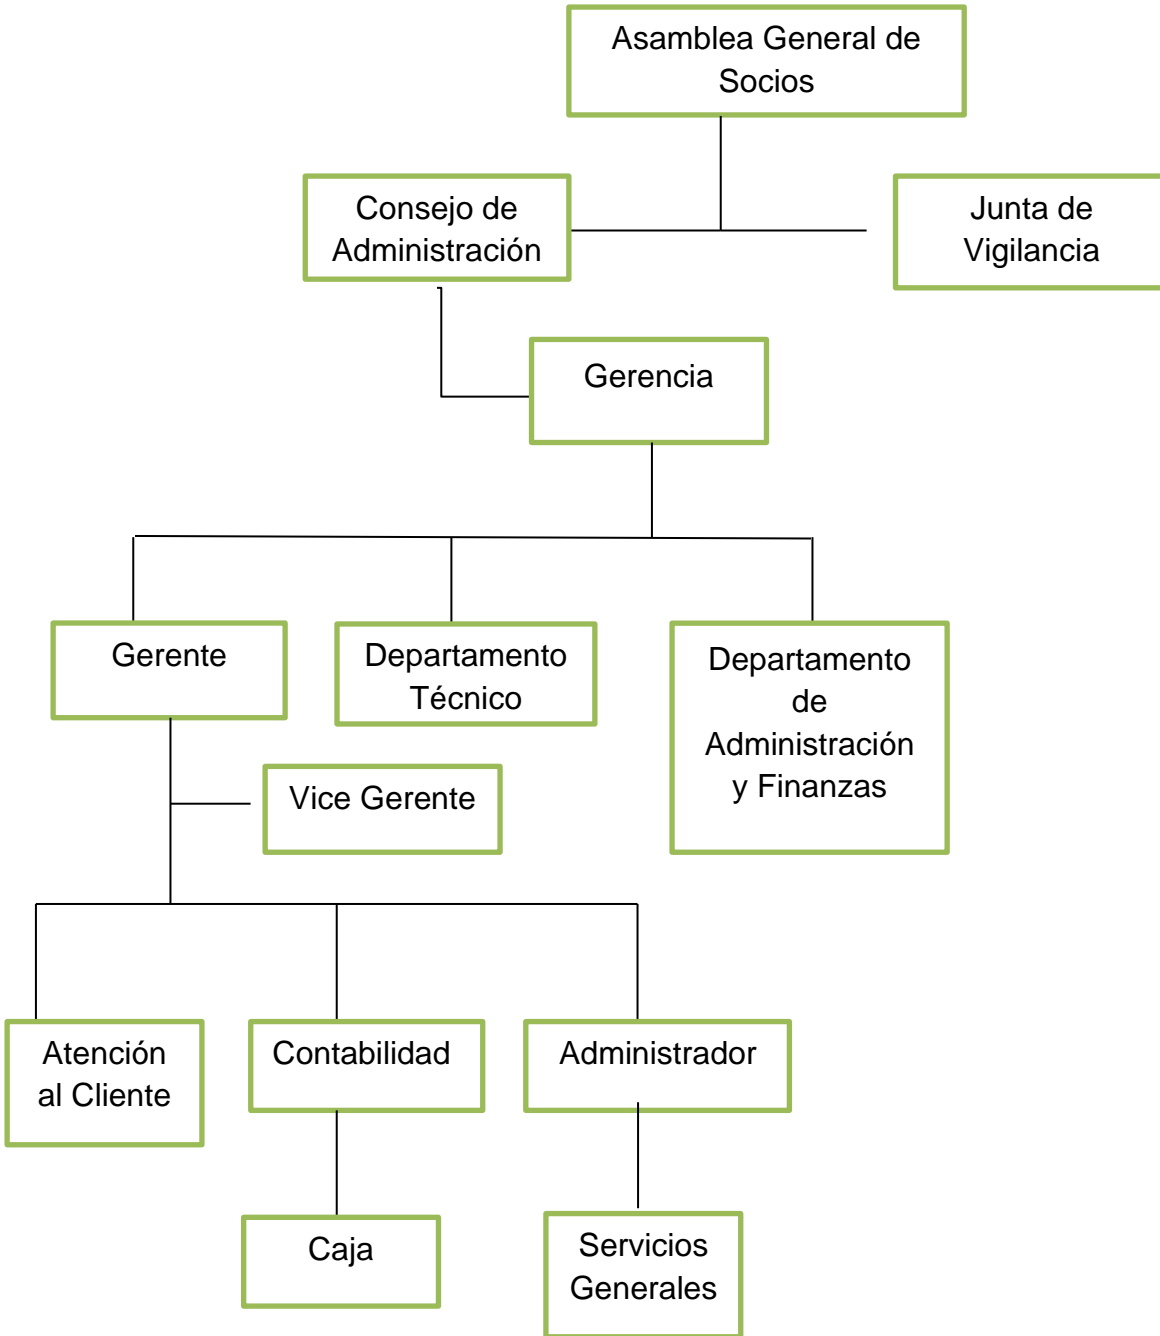 Asamblea General de
Socios
Consejo de
Administración
Junta de
Vigilancia
Gerencia
Gerente
Departamento
Técnico
Departamento
de
Administración
y Finanzas
Vice Gerente
Atención
al Cliente
Contabilidad
Administrador
Caja
Servicios
Generales